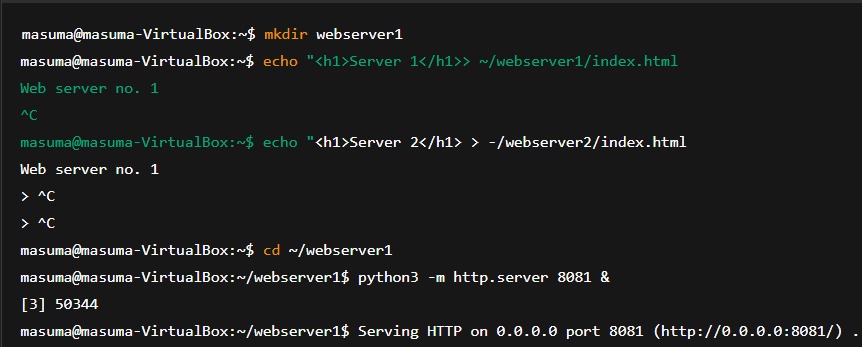 masuma@masuma-VirtualBox:~$ mkdir webserver1
masuma@masuma-VirtualBox:~$ echo "<h1>Server 1</h1>> ~/webserver1/index.html
Web server no. 1
^C
masuma@masuma-VirtualBox:~$ echo "<h1>Server 2</h1> > -/webserver2/index.html
Web server no. 1
> ^C
> ^C
masuma@masuma-VirtualBox:~$ cd ~/webserver1
masuma@masuma-VirtualBox:~/webserver1$ python3 -m http.server 8081 &
[3] 50344
masuma@masuma-VirtualBox:~/webserver1$ Serving HTTP on 0.0.0.0 port 8081 (http://0.0.0.0:8081/) .